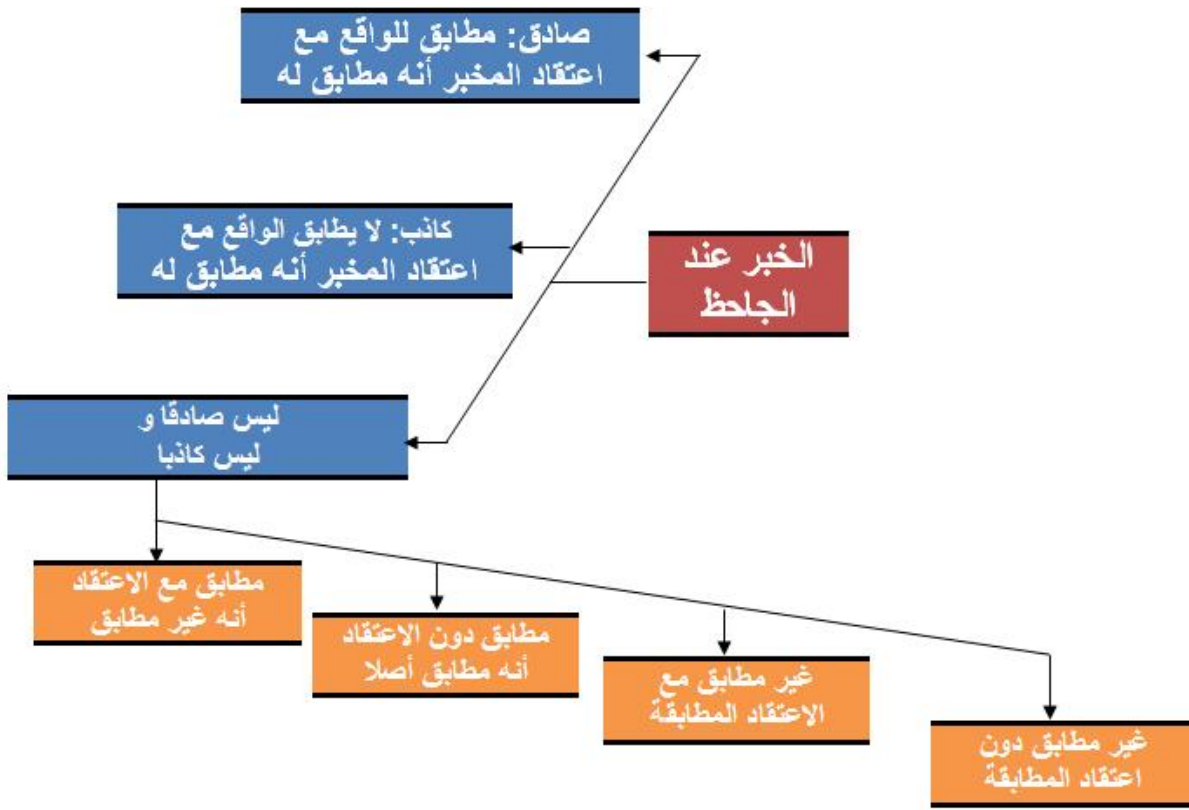 صادق: مطابق للواقع مع
اعتقاد المخبر أنه مطابق له
كاذب: لا يطابق الواقع مع
اعتقاد المخبر أنه مطابق له
الخبر عند
الجاحظ
ليس صادقا و
ليس كاذبا
مطابق مع الاعتقاد
أنه غير مطابق
مطابق دون الاعتقاد
أنه مطابق أصلا
غير مطابق مع
الاعتقاد المطابقة
غير مطابق دون
اعتقاد المطابقة